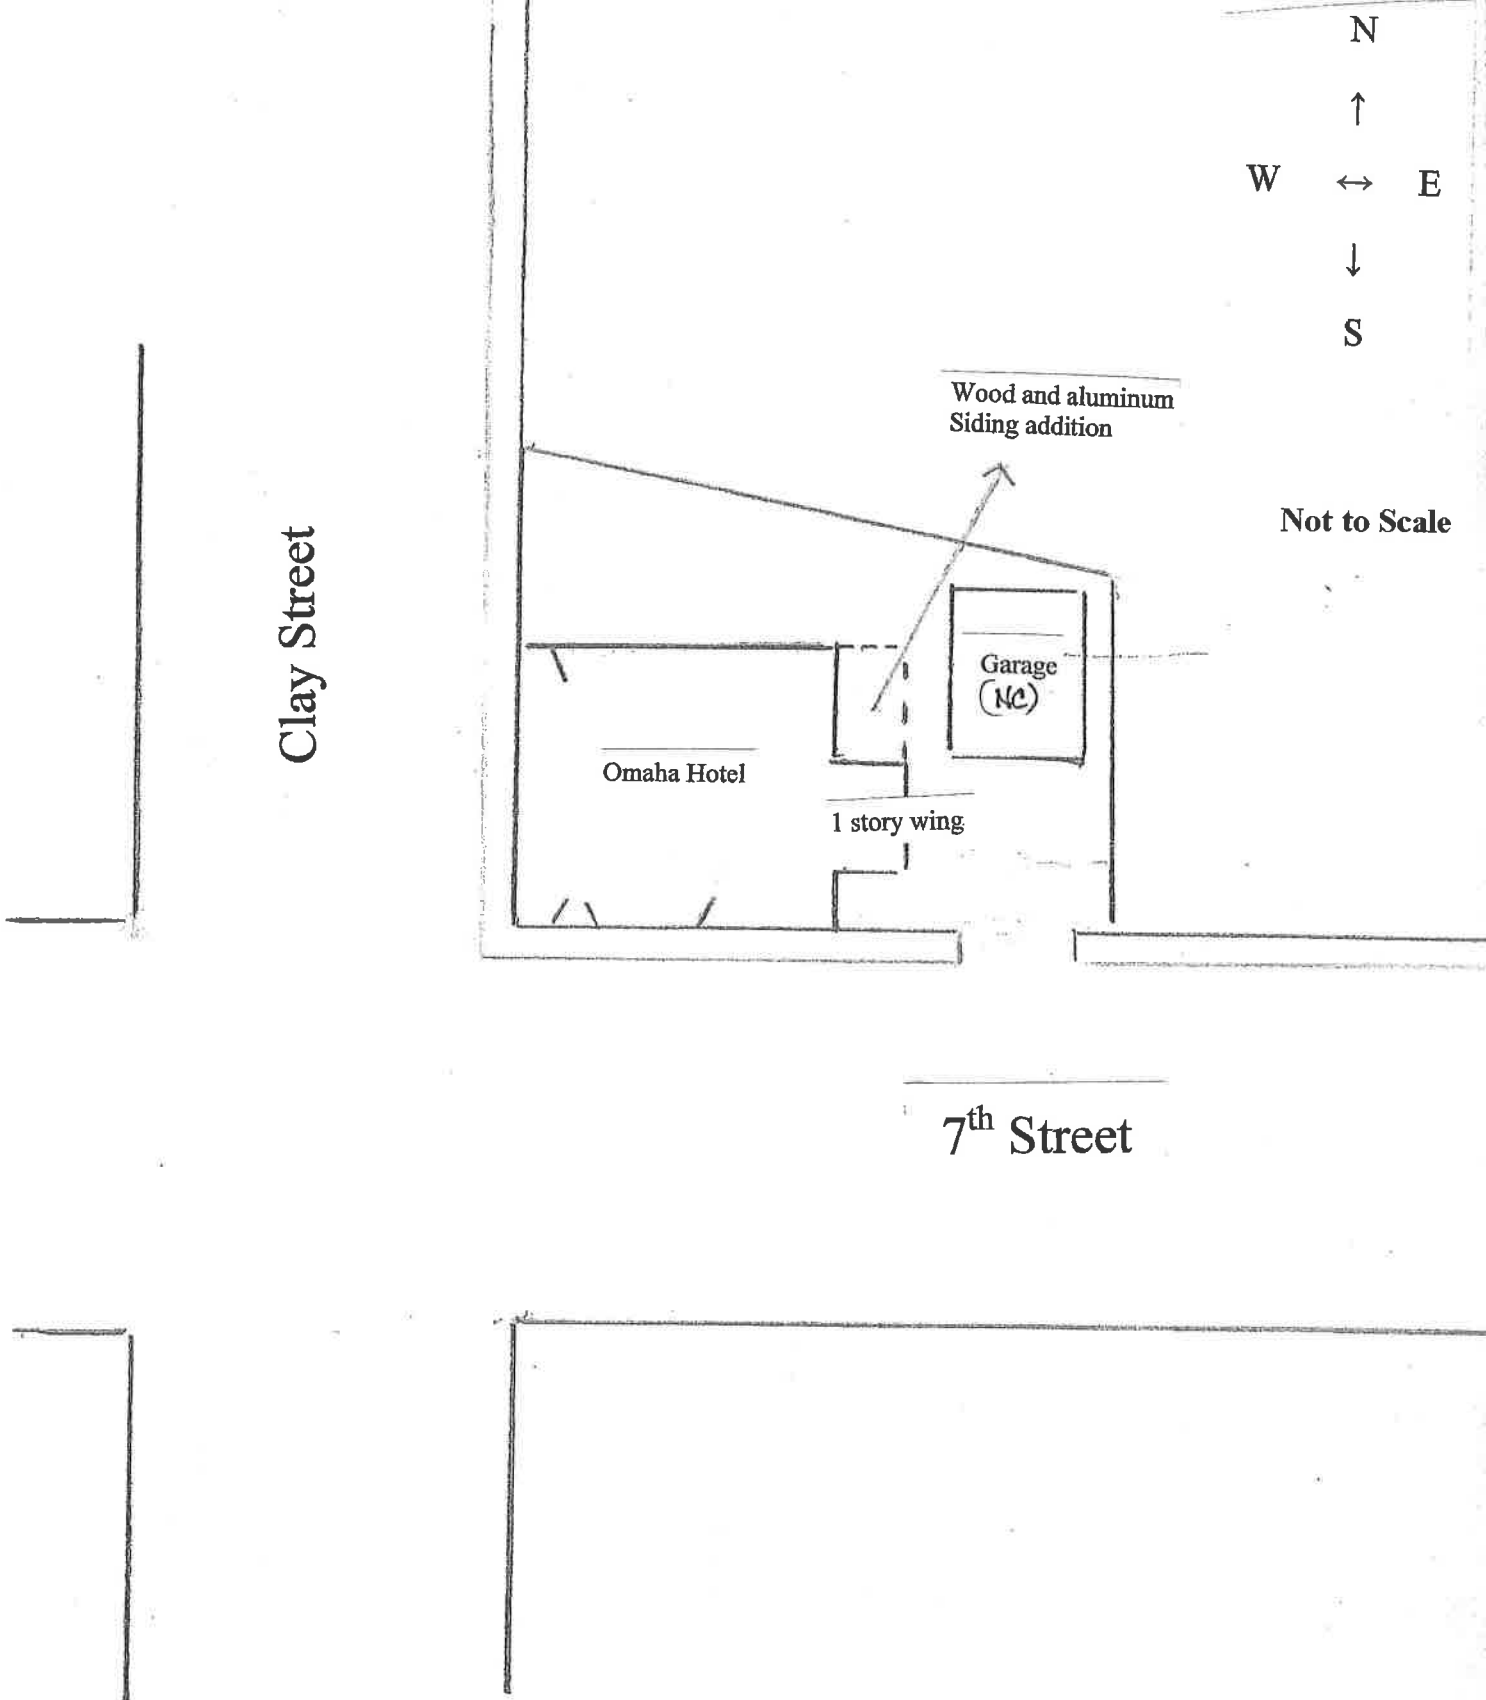 N
W ↔ E
S
Wood and aluminum
Siding addition
Not to Scale
Clay Street
Garage
(NC)
Omaha Hotel
1 story wing
7th Street